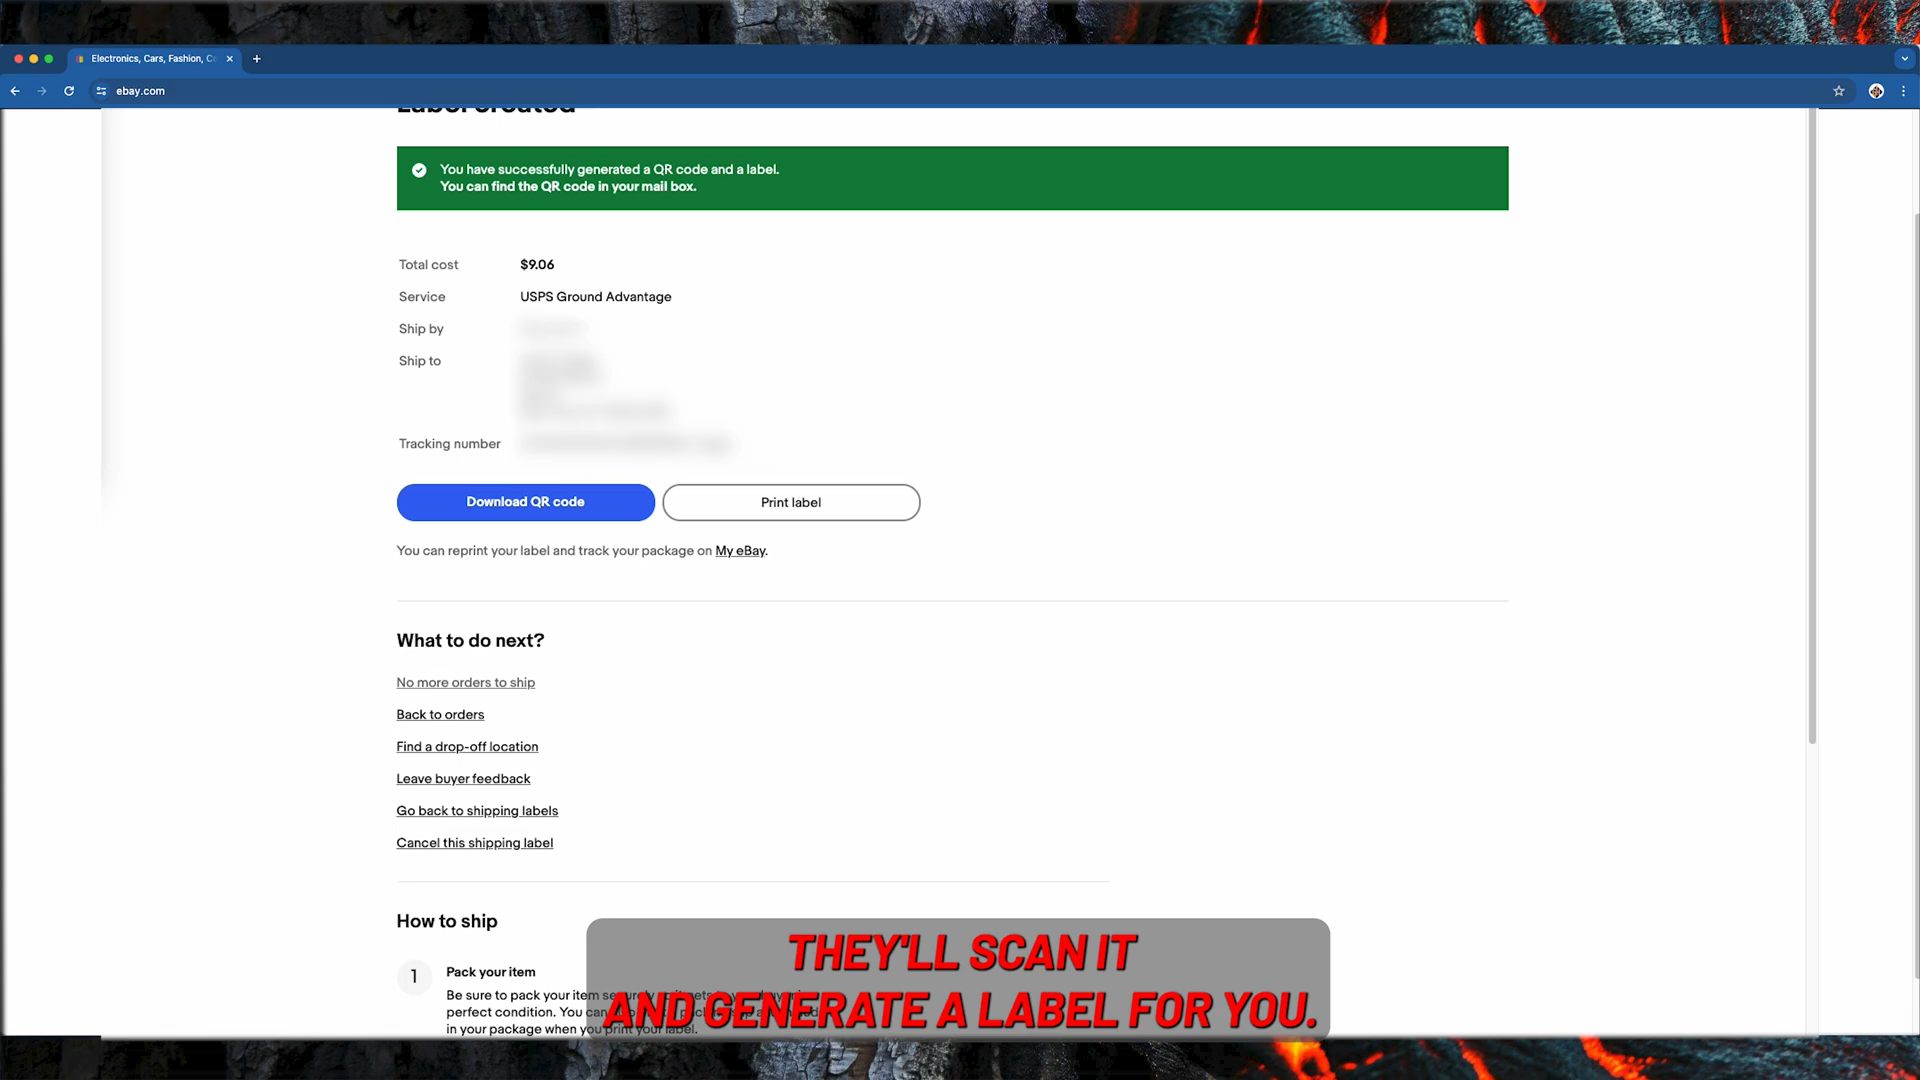 Electronics, Cars, Fashion, Co
ebay.com
Label created
You have successfully generated a QR code and a label.
You can find the QR code in your mail box.
Total cost $9.06
Service USPS Ground Advantage
Ship by
Ship to
Tracking number
Download QR code Print label
You can reprint your label and track your package on My eBay.
What to do next?
No more orders to ship
Back to orders
Find a drop-off location
Leave buyer feedback
Go back to shipping labels
Cancel this shipping label
How to ship
1 Pack your item
Be sure to pack your item securely
perfect condition. You can
in your package when you print your label.
THEY'LL SCAN IT
AND GENERATE A LABEL FOR YOU.